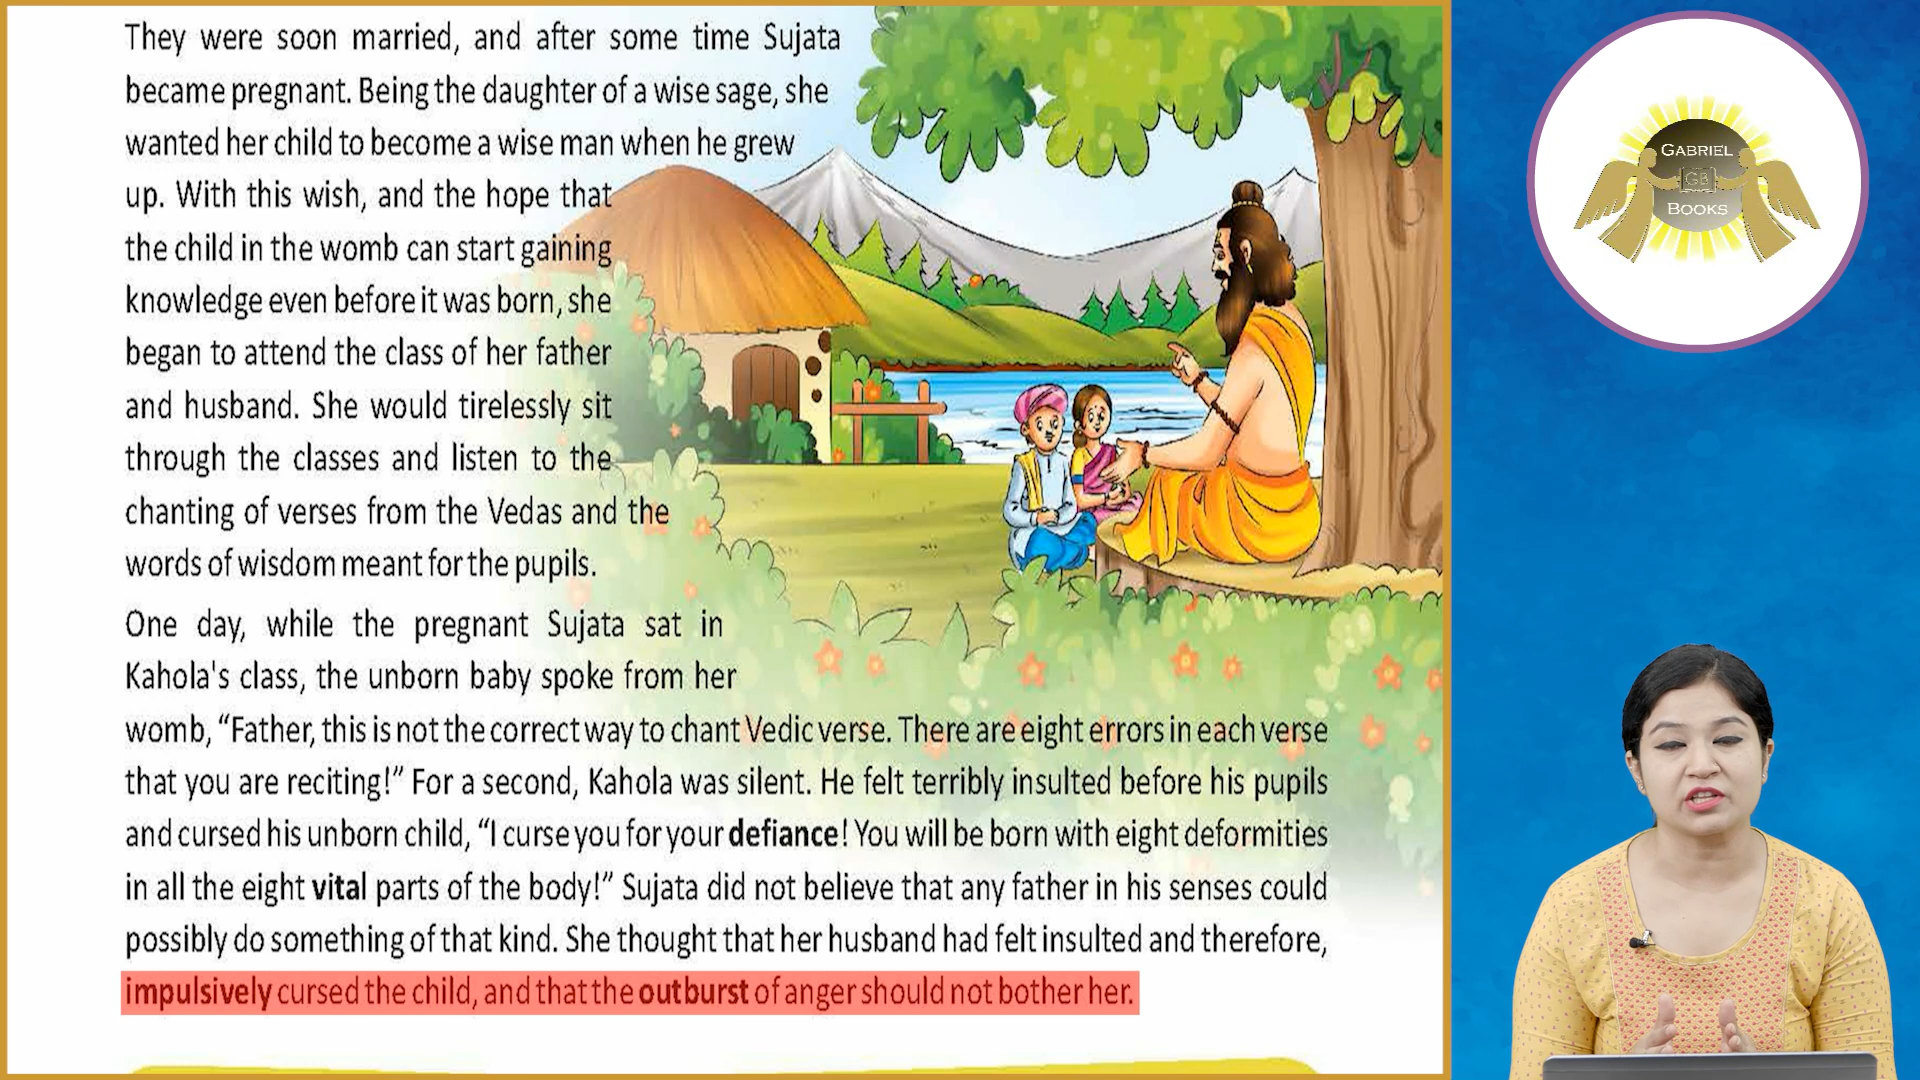 They were soon married, and after some time Sujata
became pregnant. Being the daughter of a wise sage, she
wanted her child to become a wise man when he grew
up. With this wish, and the hope that
the child in the womb can start gaining
knowledge even before it was born, she
began to attend the class of her father
and husband. She would tirelessly sit
through the classes and listen to the
chanting of verses from the Vedas and the
words of wisdom meant for the pupils.
One day, while the pregnant Sujata sat in
Kahola's class, the unborn baby spoke from her
womb, “Father, this is not the correct way to chant Vedic verse. There are eight errors in each verse
that you are reciting!” For a second, Kahola was silent. He felt terribly insulted before his pupils
and cursed his unborn child, “I curse you for your defiance! You will be born with eight deformities
in all the eight vital parts of the body!” Sujata did not believe that any father in his senses could
possibly do something of that kind. She thought that her husband had felt insulted and therefore,
impulsively cursed the child, and that the outburst of anger should not bother her.
GABRIEL
GB
BOOKS